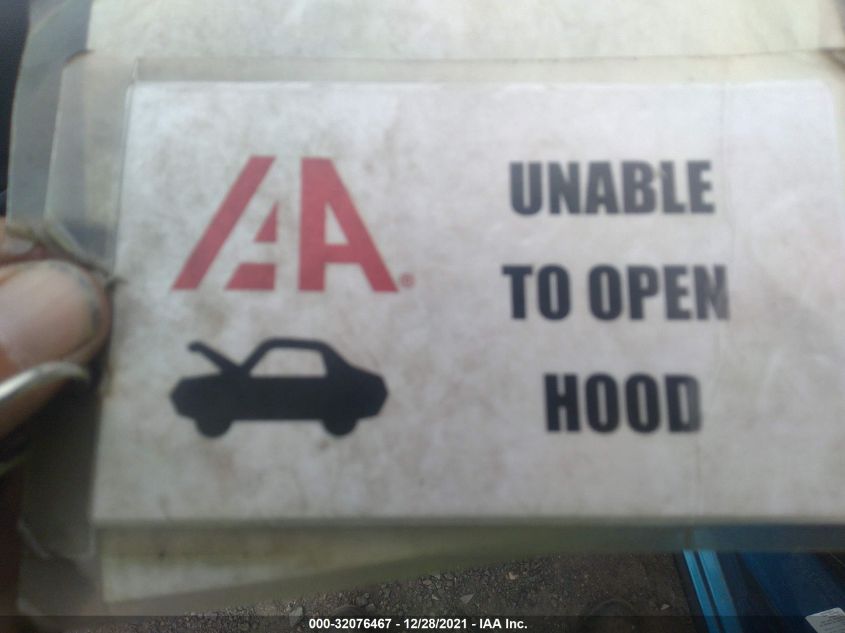 IAA®
UNABLE
TO OPEN
HOOD
000-32076467 - 12/28/2021 - IAA Inc.